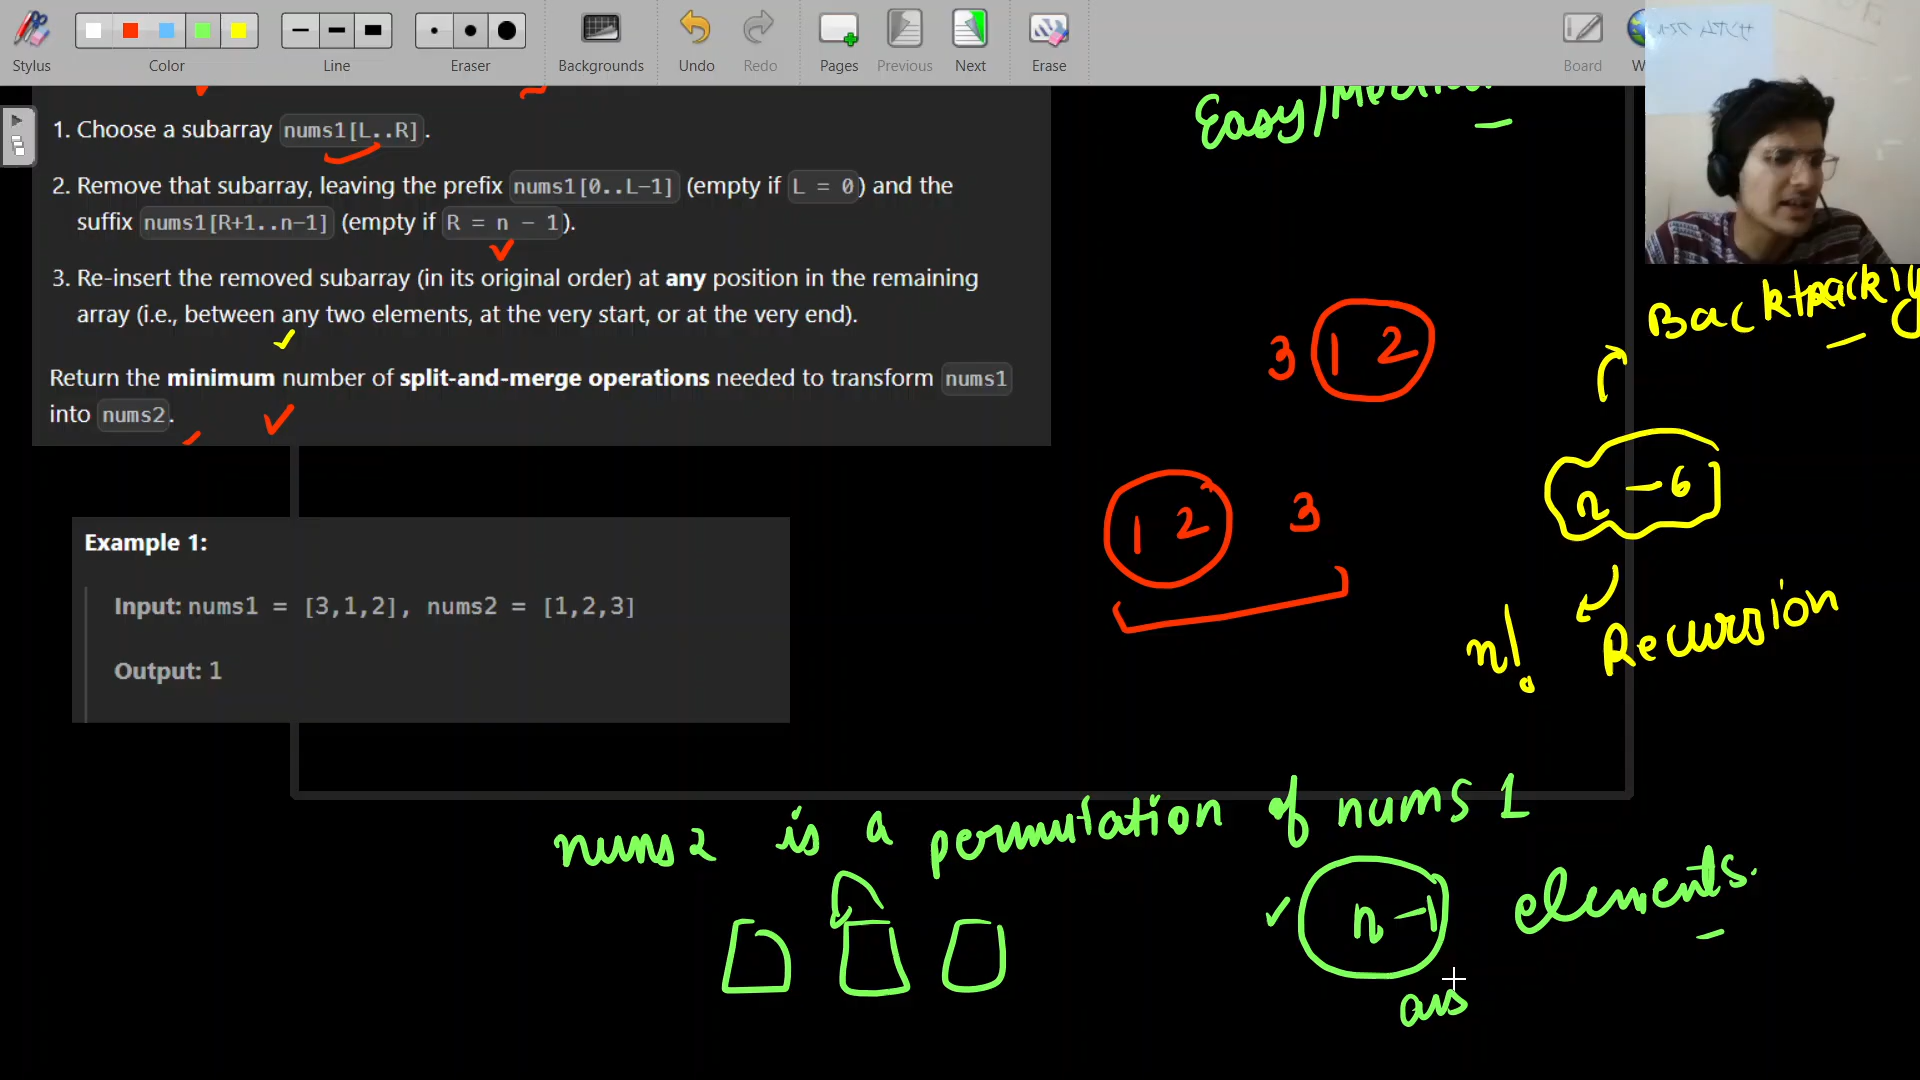 Stylus Color Line Eraser Backgrounds Undo Redo Pages Previous Next Erase Board
1. Choose a subarray nums1[L..R].
2. Remove that subarray, leaving the prefix nums1[0..L-1] (empty if L = 0) and the
suffix nums1[R+1..n-1] (empty if R = n - 1).
3. Re-insert the removed subarray (in its original order) at any position in the remaining
array (i.e., between any two elements, at the very start, or at the very end).
Return the minimum number of split-and-merge operations needed to transform nums1
into nums2.
Example 1:
Input: nums1 = [3,1,2], nums2 = [1,2,3]
Output: 1
Easy/
3 1 2
1 2 3
Backtracking
n - 6
n!
Recursion
nums2 is a permutation of nums 1
n - 1 elements.
ans